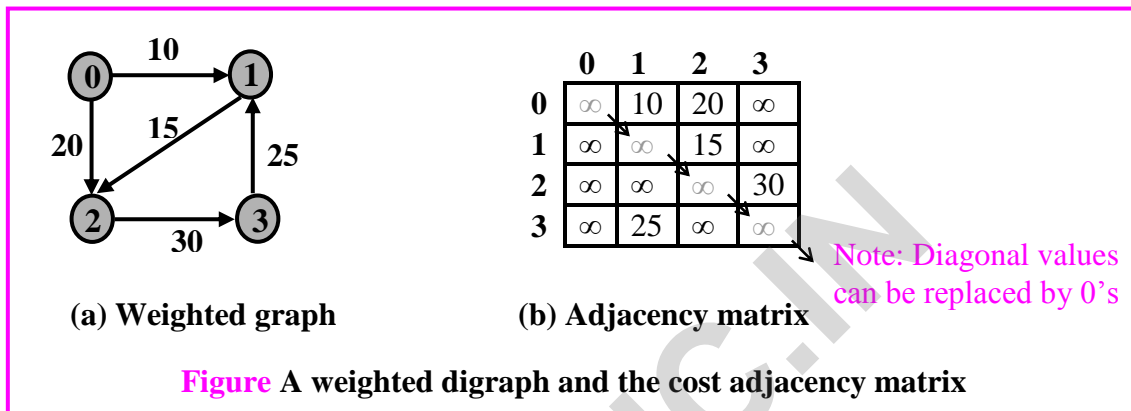 10
0 1
20 15 25
2 3
30
(a) Weighted graph
0 1 2 3
0 ∞ 10 20 ∞
1 ∞ ∞ 15 ∞
2 ∞ ∞ ∞ 30
3 ∞ 25 ∞ ∞
Note: Diagonal values
can be replaced by 0’s
(b) Adjacency matrix
Figure A weighted digraph and the cost adjacency matrix
C.IN